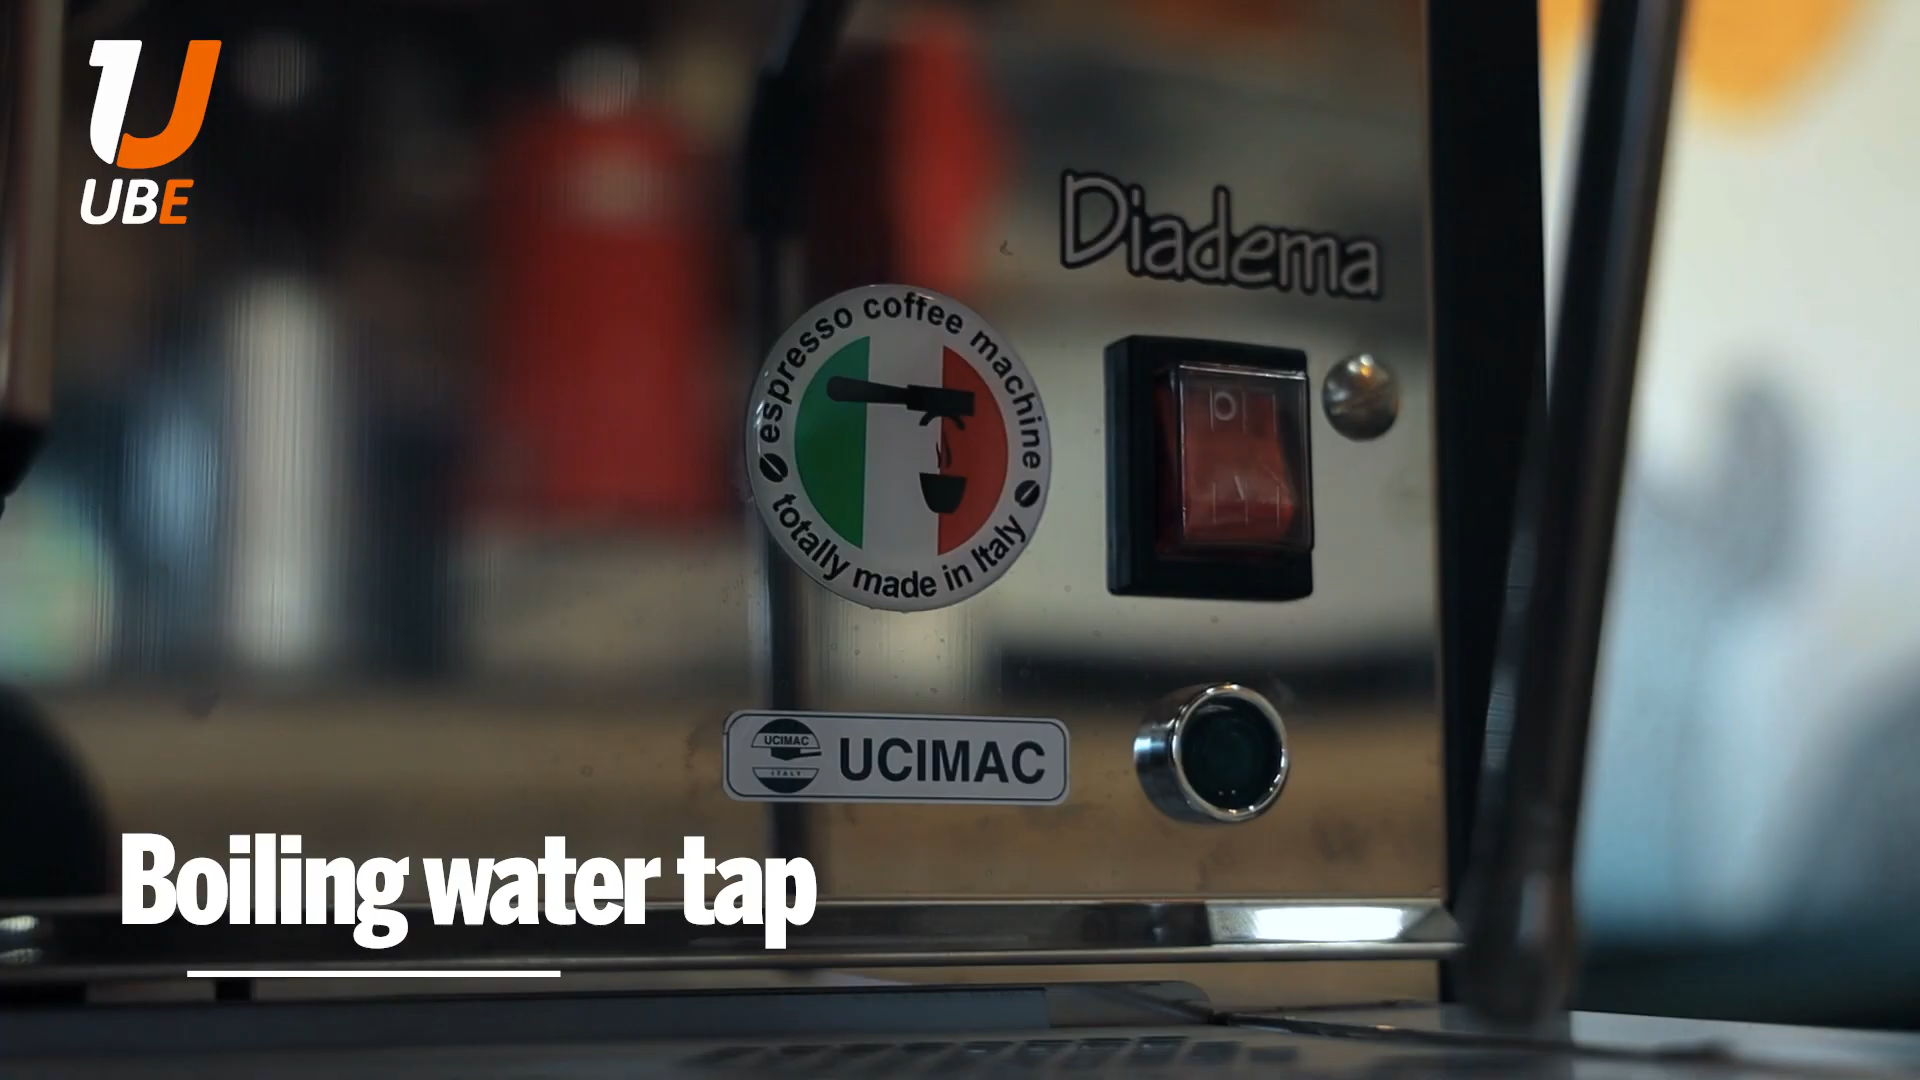 UBE
Diadema
espresso coffee machine
totally made in Italy
O
UCIMAC
ITALY
UCIMAC
Boiling water tap